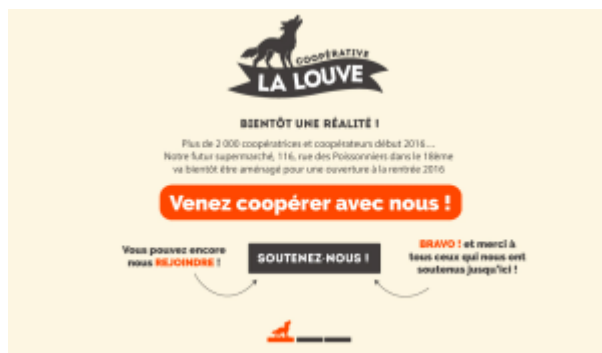 COOPÉRATIVE
LA LOUVE
BIENTÔT UNE RÉALITÉ !
Plus de 2 000 coopératrices et coopérateurs début 2016...
Notre futur supermarché, 116, rue des Poissonniers dans le 18ème
va bientôt être aménagé pour une ouverture à la rentrée 2016
Venez coopérer avec nous !
Vous pouvez encore
nous REJOINDRE !
SOUTENEZ-NOUS !
BRAVO ! et merci à
tous ceux qui nous ont
soutenus jusqu'ici !